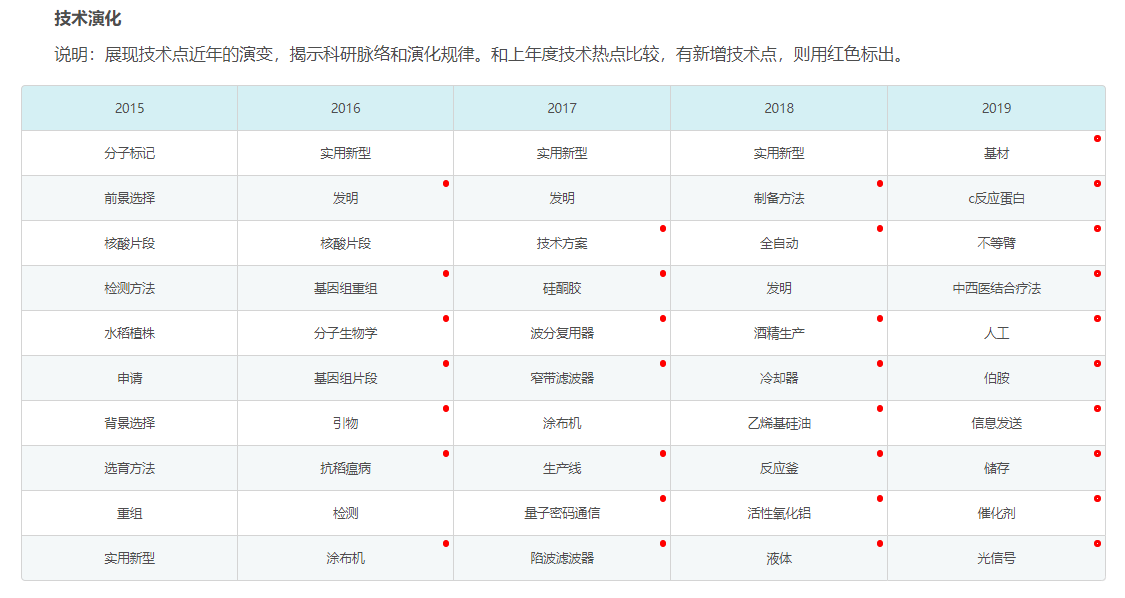 技术演化
说明：展现技术点近年的演变，揭示科研脉络和演化规律。和上年度技术热点比较，有新增技术点，则用红色标出。
2015 2016 2017 2018 2019
分子标记 实用新型 实用新型 实用新型 基材
前景选择 发明 发明 制备方法 c反应蛋白
核酸片段 核酸片段 技术方案 全自动 不等臂
检测方法 基因组重组 硅酮胶 发明 中西医结合疗法
水稻植株 分子生物学 波分复用器 酒精生产 人工
申请 基因组片段 窄带滤波器 冷却器 伯胺
背景选择 引物 涂布机 乙烯基硅油 信息发送
选育方法 抗稻瘟病 生产线 反应釜 储存
重组 检测 量子密码通信 活性氧化铝 催化剂
实用新型 涂布机 陷波滤波器 液体 光信号